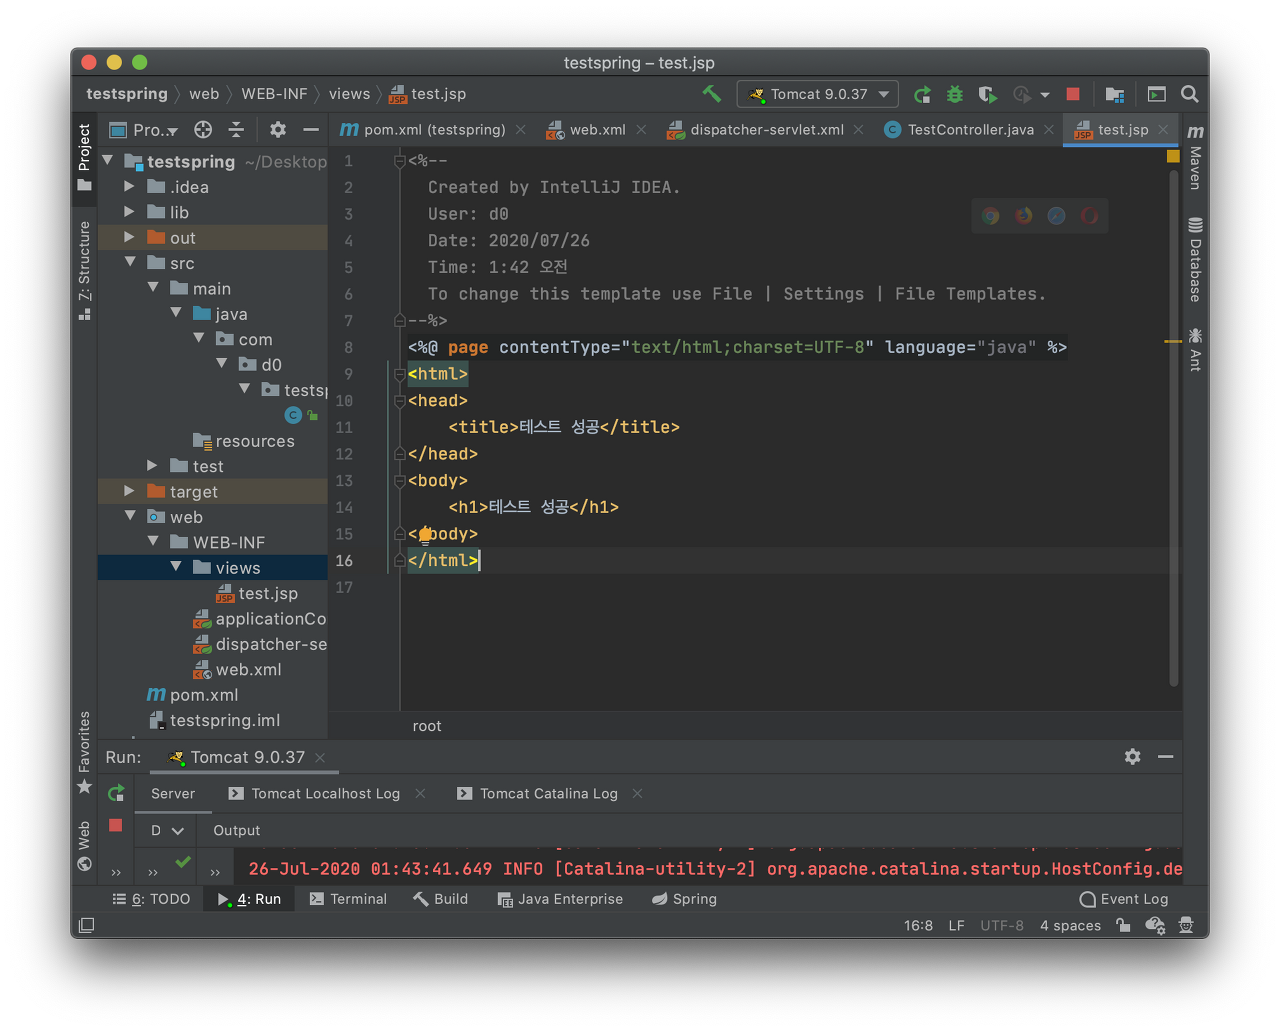 testspring – test.jsp
testspring web WEB-INF views test.jsp Tomcat 9.0.37
Project Pro.. pom.xml (testspring) web.xml dispatcher-servlet.xml TestController.java test.jsp
testspring ~/Desktop
.idea
lib
out
src
main
java
com
d0
testsp
resources
test
target
web
WEB-INF
views
test.jsp
applicationCo
dispatcher-se
web.xml
pom.xml
testspring.iml
Z: Structure
Favorites
Web
1 <%--
2 Created by IntelliJ IDEA.
3 User: d0
4 Date: 2020/07/26
5 Time: 1:42 오전
6 To change this template use File | Settings | File Templates.
7 --%>
8 <%@ page contentType="text/html;charset=UTF-8" language="java" %>
9 <html>
10 <head>
11 <title>테스트 성공</title>
12 </head>
13 <body>
14 <h1>테스트 성공</h1>
15 < body>
16 </html>
17
Maven
Database
Ant
root
Run: Tomcat 9.0.37
Server Tomcat Localhost Log Tomcat Catalina Log
D Output
26-Jul-2020 01:43:41.649 INFO [Catalina-utility-2] org.apache.catalina.startup.HostConfig.de
6: TODO 4: Run Terminal Build Java Enterprise Spring Event Log
16:8 LF UTF-8 4 spaces